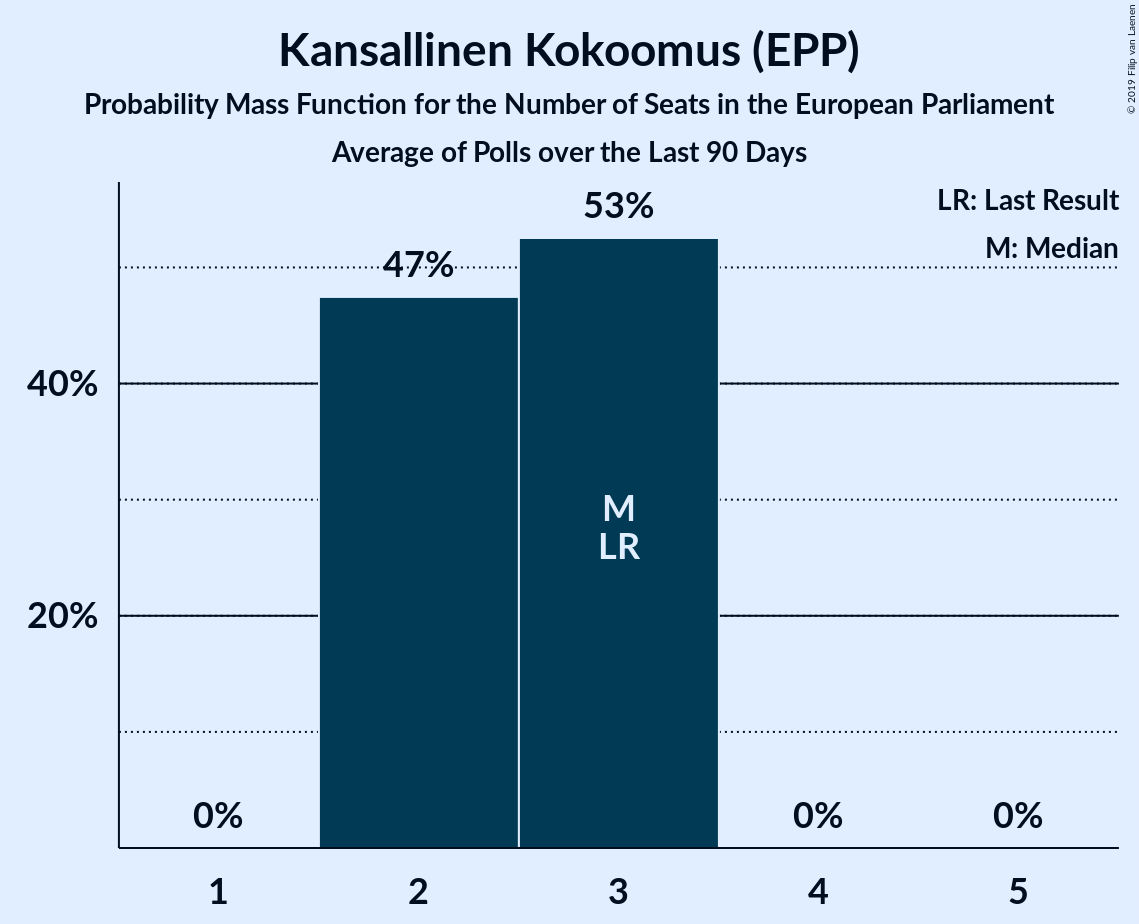 Kansallinen Kokoomus (EPP)
Probability Mass Function for the Number of Seats in the European Parliament
Average of Polls over the Last 90 Days
© 2019 Filip van Laenen
LR: Last Result
M: Median
53%
47%
40%
20%
M
LR
0%
0%
0%
1
2
3
4
5